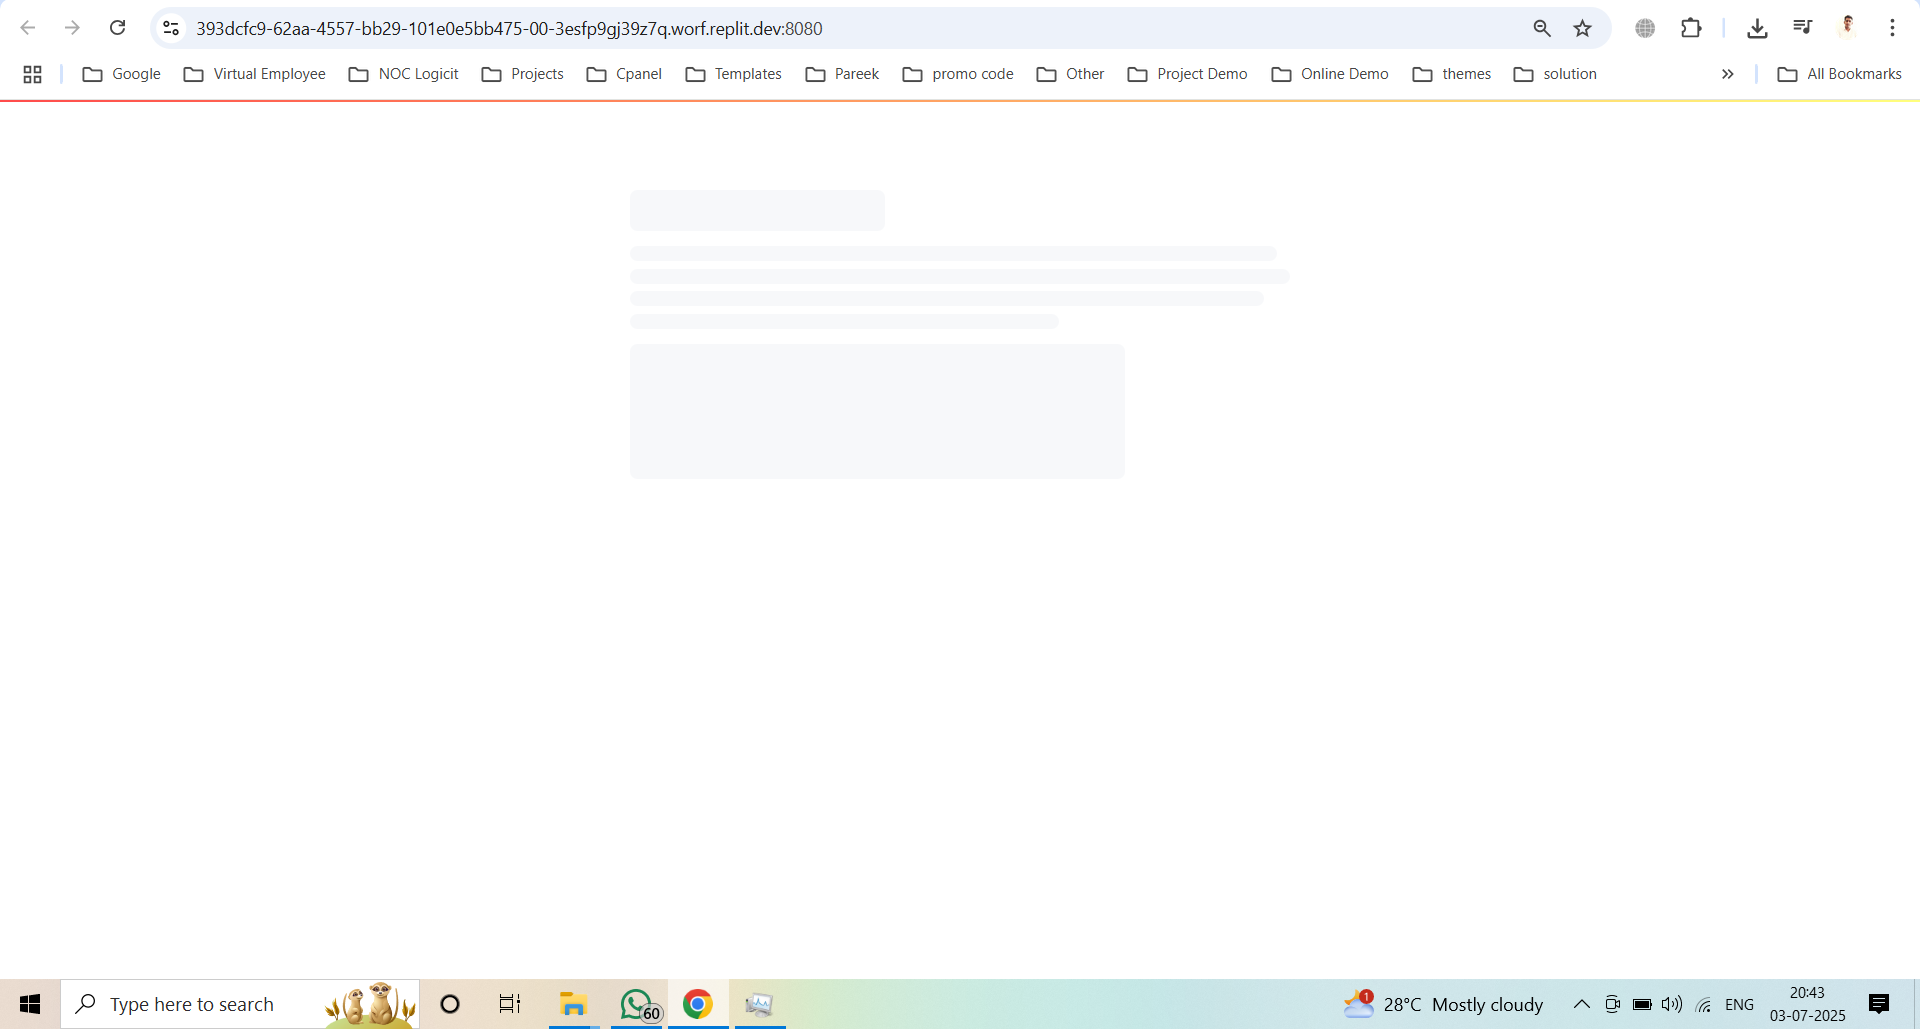 393dcfc9-62aa-4557-bb29-101e0e5bb475-00-3esfp9gj39z7q.worf.replit.dev:8080
Google Virtual Employee NOC Logicit Projects Cpanel Templates Pareek promo code Other Project Demo Online Demo themes solution » All Bookmarks
Type here to search 60 1 28°C Mostly cloudy ENG 20:43
03-07-2025